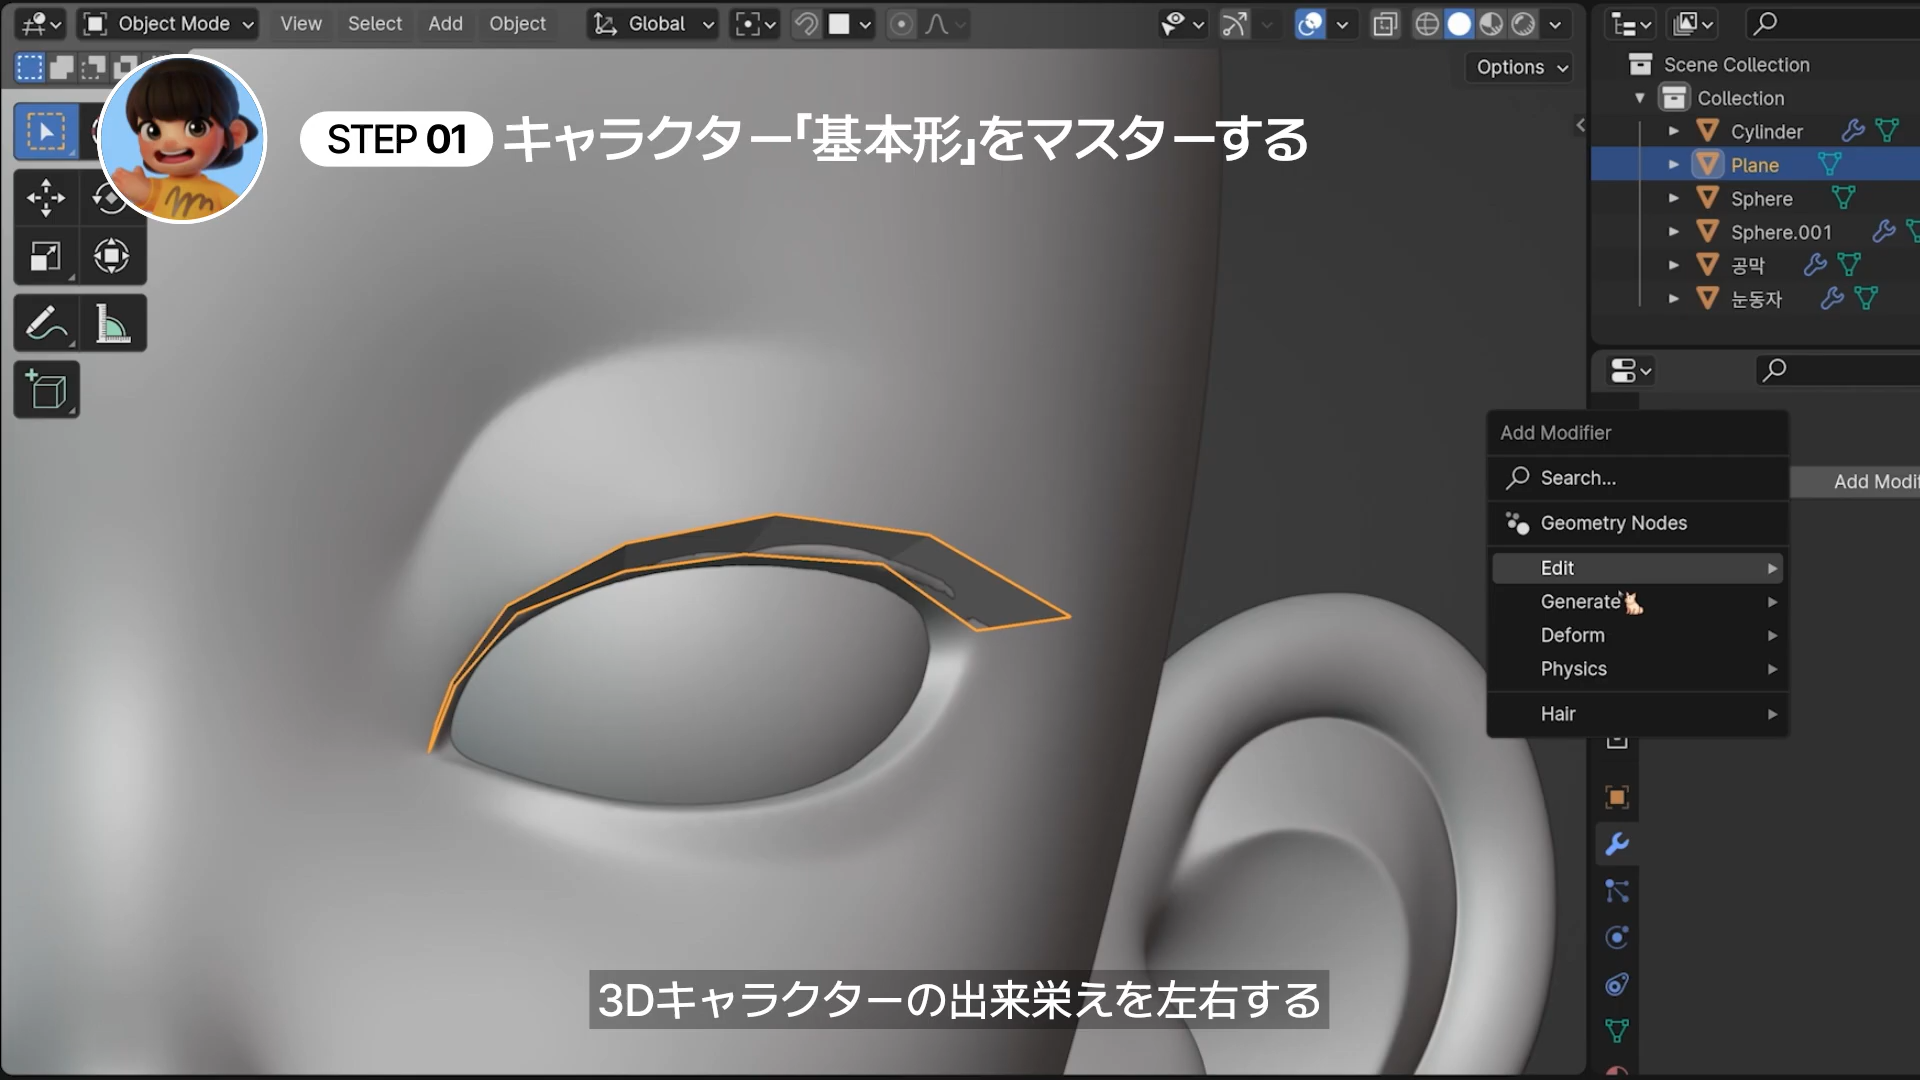 Object Mode View Select Add Object Global
Options
STEP 01 キャラクター「基本形」をマスターする
Scene Collection
Collection
Cylinder
Plane
Sphere
Sphere.001
공막
눈동자
Add Modifier
Search...
Geometry Nodes
Edit
Generate
Deform
Physics
Hair
Add Modif
3Dキャラクターの出来栄えを左右する